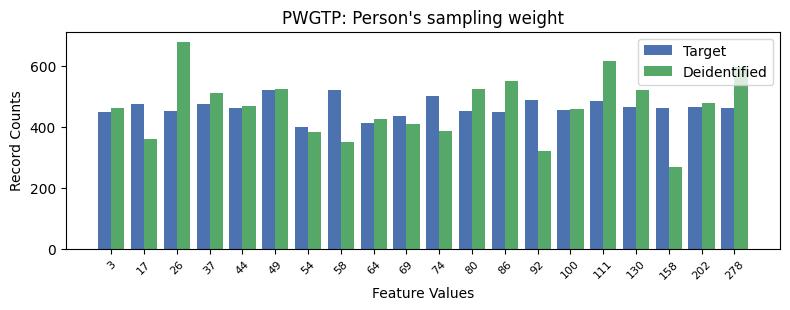 PWGTP: Person's sampling weight
Target
Deidentified
Record Counts
600
400
200
0
3 17 26 37 44 49 54 58 64 69 74 80 86 92 100 111 130 158 202 278
Feature Values